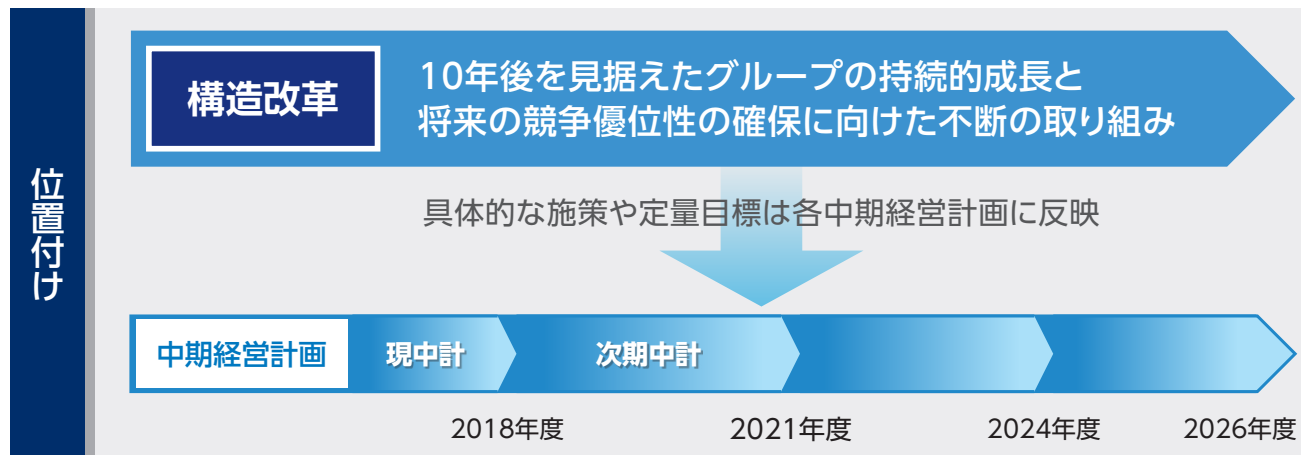 位置付け
構造改革
10年後を見据えたグループの持続的成長と
将来の競争優位性の確保に向けた不断の取り組み
具体的な施策や定量目標は各中期経営計画に反映
中期経営計画
現中計
次期中計
2018年度
2021年度
2024年度
2026年度